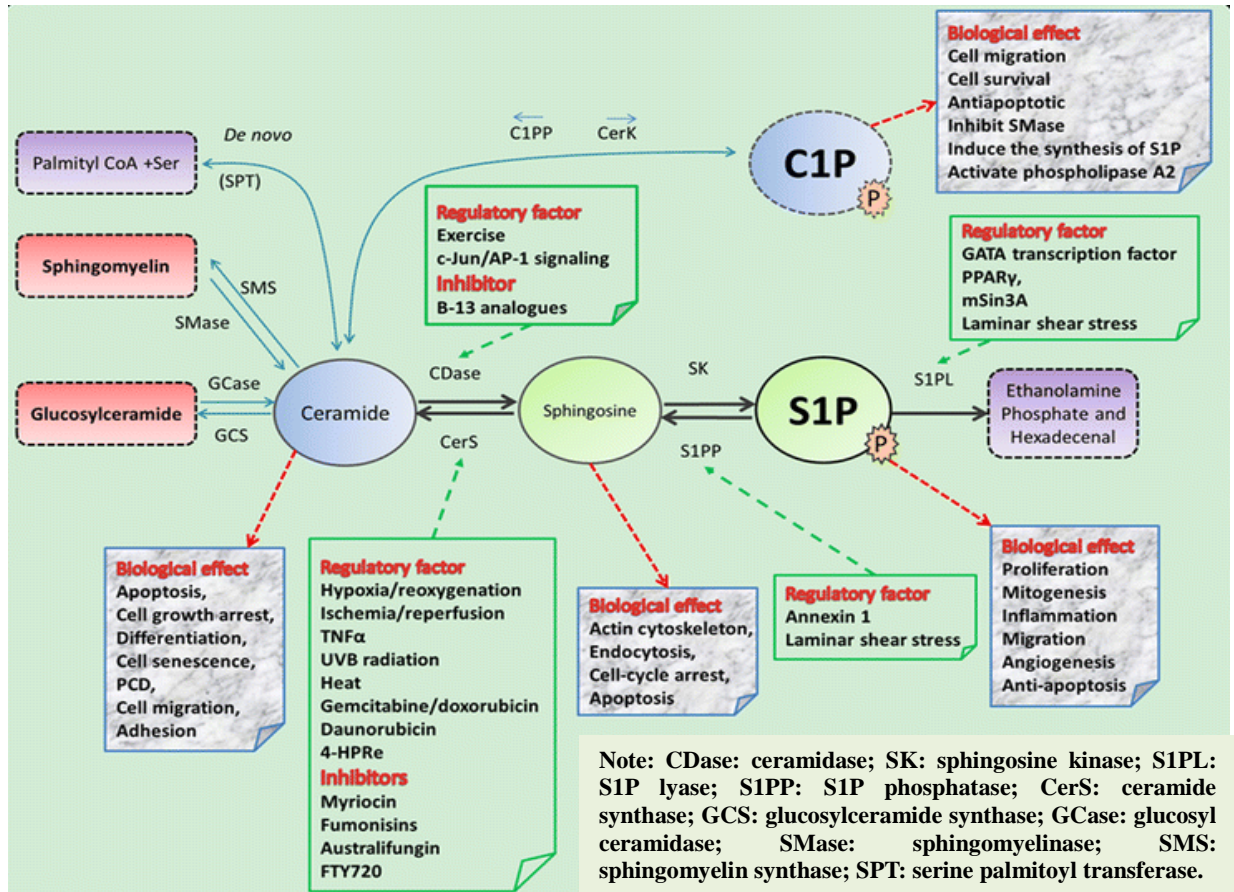 Biological effect
Cell migration
Cell survival
Antiapoptotic
Inhibit SMase
Induce the synthesis of S1P
Activate phospholipase A2
De novo
C1PP
CerK
Palmityl CoA +Ser
(SPT)
C1P
P
Regulatory factor
Exercise
c-Jun/AP-1 signaling
Inhibitor
B-13 analogues
Regulatory factor
GATA transcription factor
PPARγ,
mSin3A
Laminar shear stress
Sphingomyelin
SMS
SMase
Glucosylceramide
GCase
GCS
Ceramide
CDase
CerS
Sphingosine
SK
S1PP
S1P
P
S1PL
Ethanolamine
Phosphate and
Hexadecenal
Biological effect
Apoptosis,
Cell growth arrest,
Differentiation,
Cell senescence,
PCD,
Cell migration,
Adhesion
Regulatory factor
Hypoxia/reoxygenation
Ischemia/reperfusion
TNFα
UVB radiation
Heat
Gemcitabine/doxorubicin
Daunorubicin
4-HPRe
Inhibitors
Myriocin
Fumonisins
Australifungin
FTY720
Biological effect
Actin cytoskeleton,
Endocytosis,
Cell-cycle arrest,
Apoptosis
Regulatory factor
Annexin 1
Laminar shear stress
Biological effect
Proliferation
Mitogenesis
Inflammation
Migration
Angiogenesis
Anti-apoptosis
Note: CDase: ceramidase; SK: sphingosine kinase; S1PL:
S1P lyase; S1PP: S1P phosphatase; CerS: ceramide
synthase; GCS: glucosylceramide synthase; GCase: glucosyl
ceramidase; SMase: sphingomyelinase; SMS:
sphingomyelin synthase; SPT: serine palmitoyl transferase.